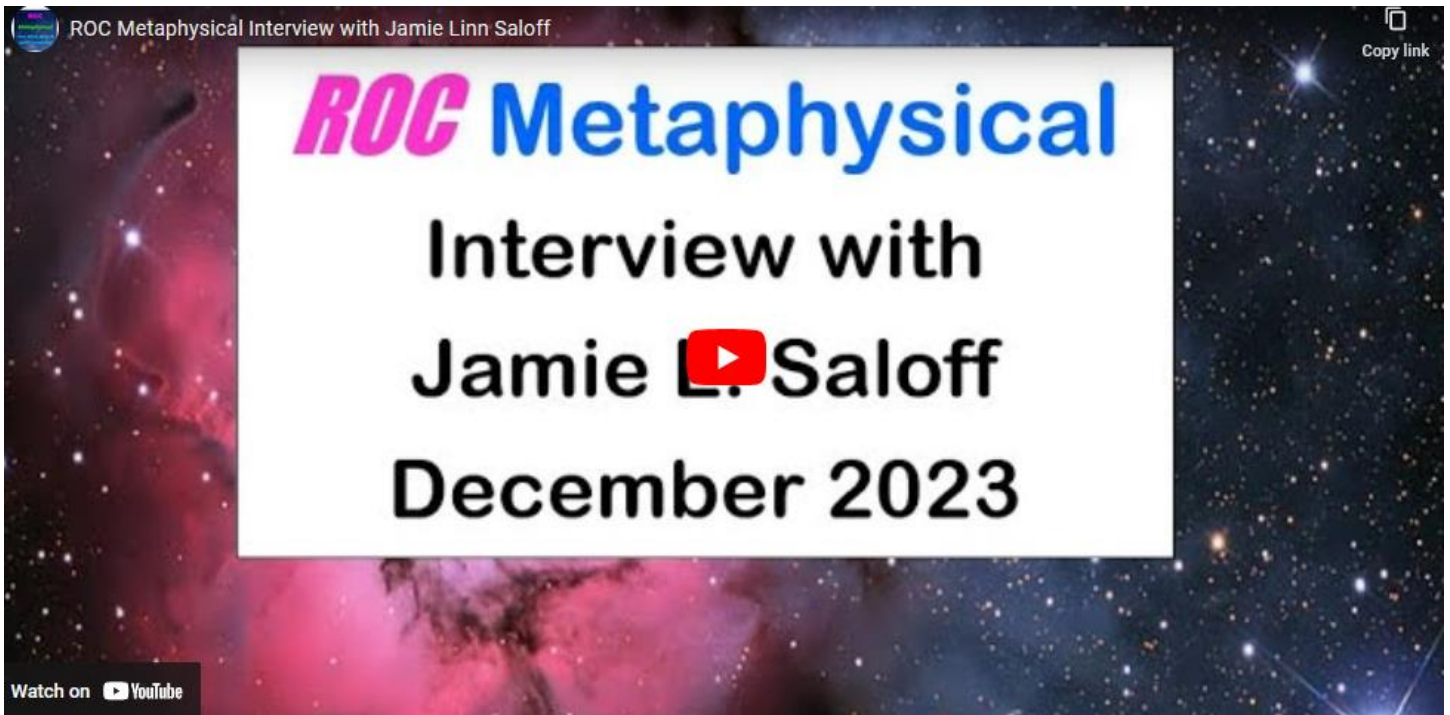 ROC Metaphysical Interview with Jamie Linn Saloff
Copy link
ROC Metaphysical
Interview with
Jamie L. Saloff
December 2023
Watch on YouTube